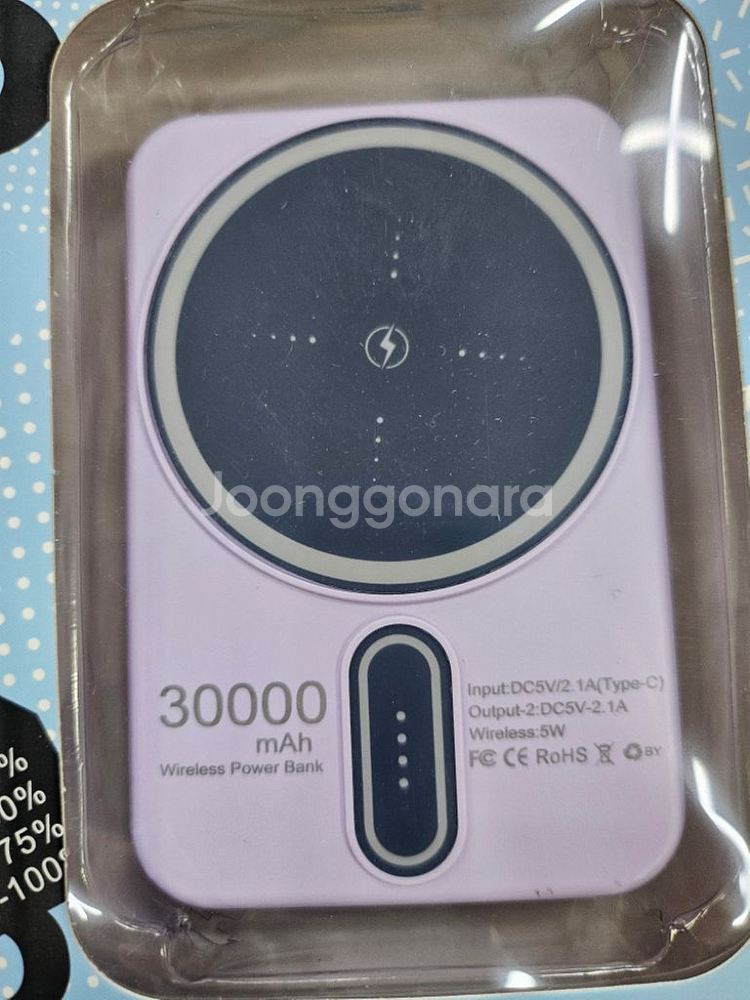 Joonggonara
30000
mAh
Wireless Power Bank
Input:DC5V/2.1A(Type-C)
Output-2:DC5V-2.1A
Wireless:5W
FC CE RoHS BY
%
0%
75%
-100%